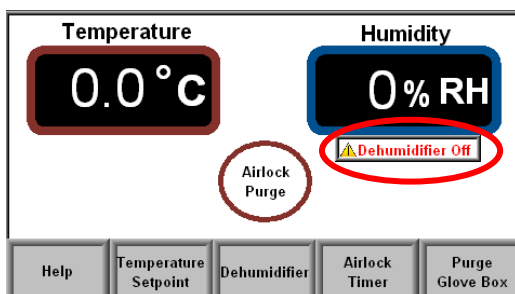 Temperature
Humidity
0.0°C
0% RH
Dehumidifier Off
Airlock
Purge
Help
Temperature
Setpoint
Dehumidifier
Airlock
Timer
Purge
Glove Box